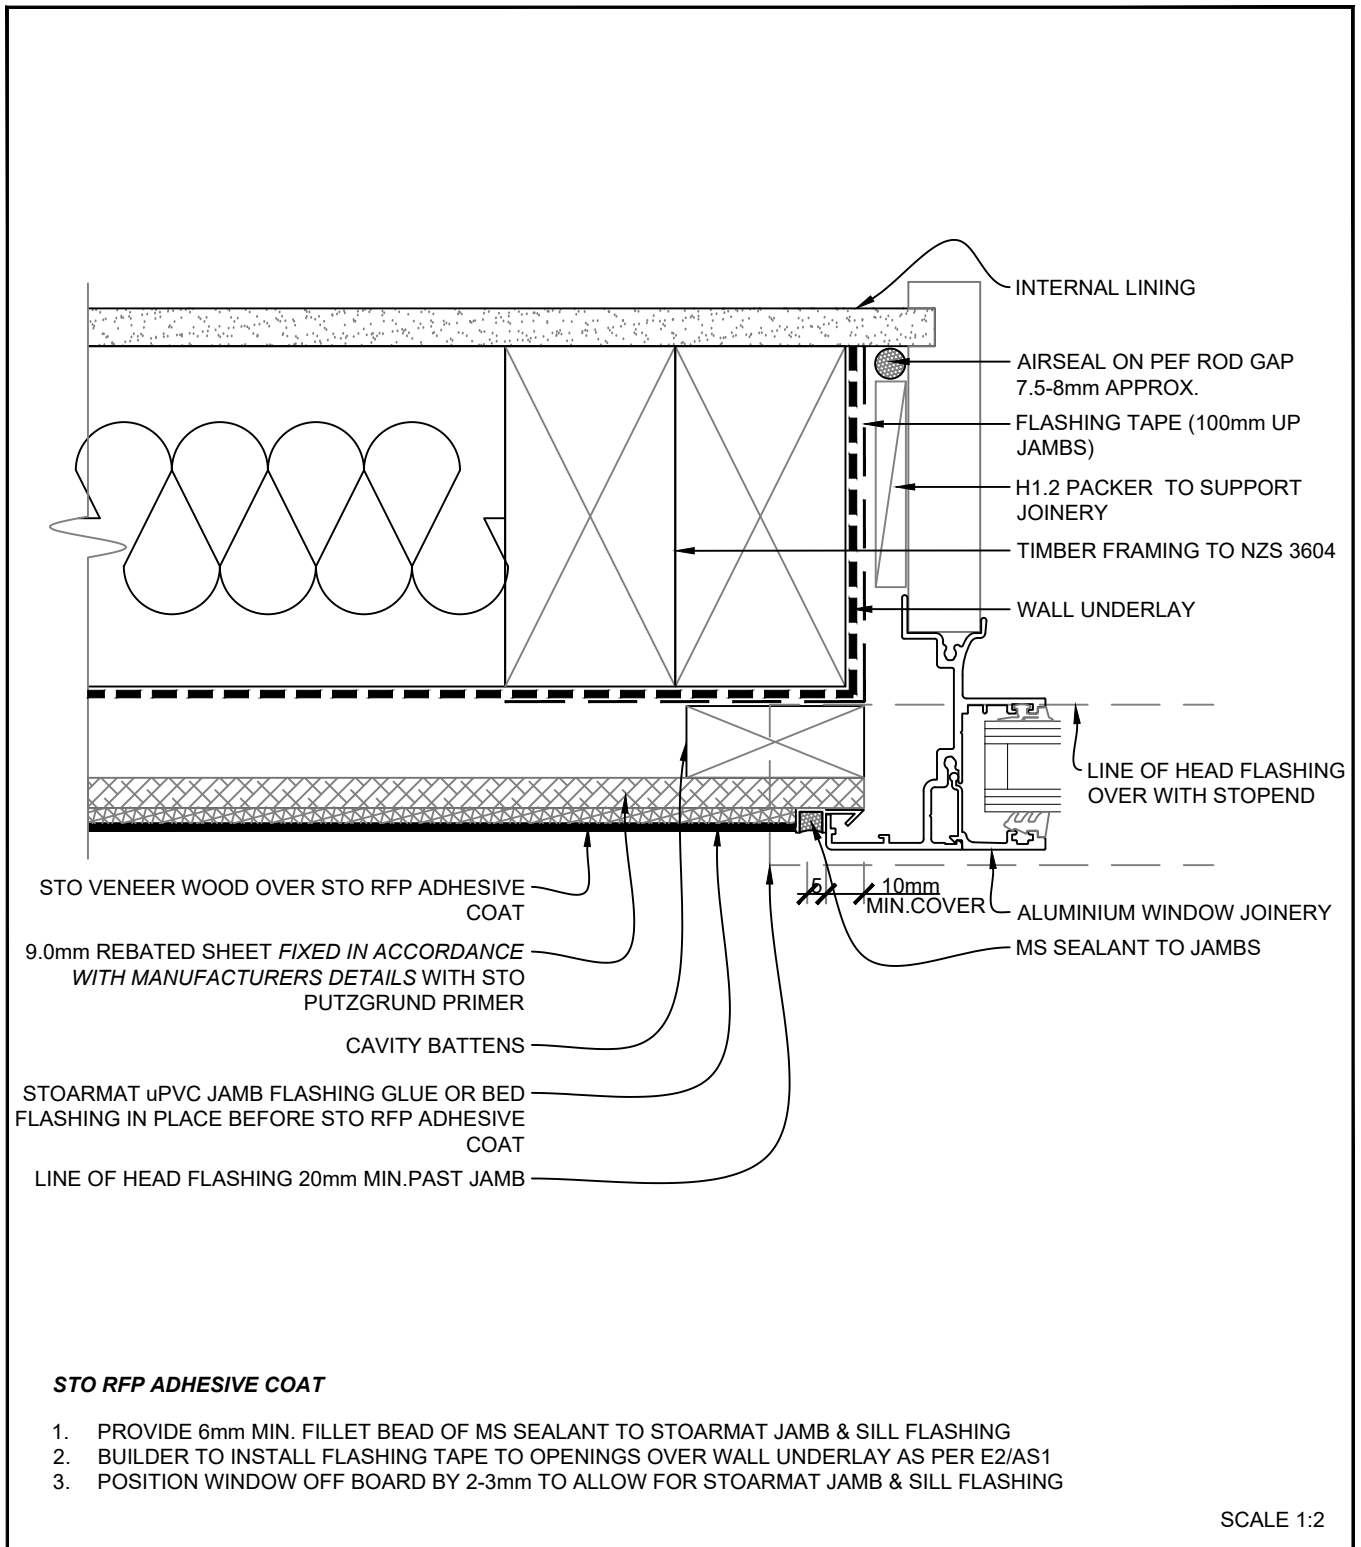 INTERNAL LINING
AIRSEAL ON PEF ROD GAP
7.5-8mm APPROX.
FLASHING TAPE (100mm UP
JAMBS)
H1.2 PACKER TO SUPPORT
JOINERY
TIMBER FRAMING TO NZS 3604
WALL UNDERLAY
LINE OF HEAD FLASHING
OVER WITH STOPEND
5
10mm
MIN.COVER
ALUMINIUM WINDOW JOINERY
MS SEALANT TO JAMBS
STO VENEER WOOD OVER STO RFP ADHESIVE
COAT
9.0mm REBATED SHEET FIXED IN ACCORDANCE
WITH MANUFACTURERS DETAILS WITH STO
PUTZGRUND PRIMER
CAVITY BATTENS
STOARMAT uPVC JAMB FLASHING GLUE OR BED
FLASHING IN PLACE BEFORE STO RFP ADHESIVE
COAT
LINE OF HEAD FLASHING 20mm MIN.PAST JAMB
STO RFP ADHESIVE COAT
1. PROVIDE 6mm MIN. FILLET BEAD OF MS SEALANT TO STOARMAT JAMB & SILL FLASHING
2. BUILDER TO INSTALL FLASHING TAPE TO OPENINGS OVER WALL UNDERLAY AS PER E2/AS1
3. POSITION WINDOW OFF BOARD BY 2-3mm TO ALLOW FOR STOARMAT JAMB & SILL FLASHING
SCALE 1:2